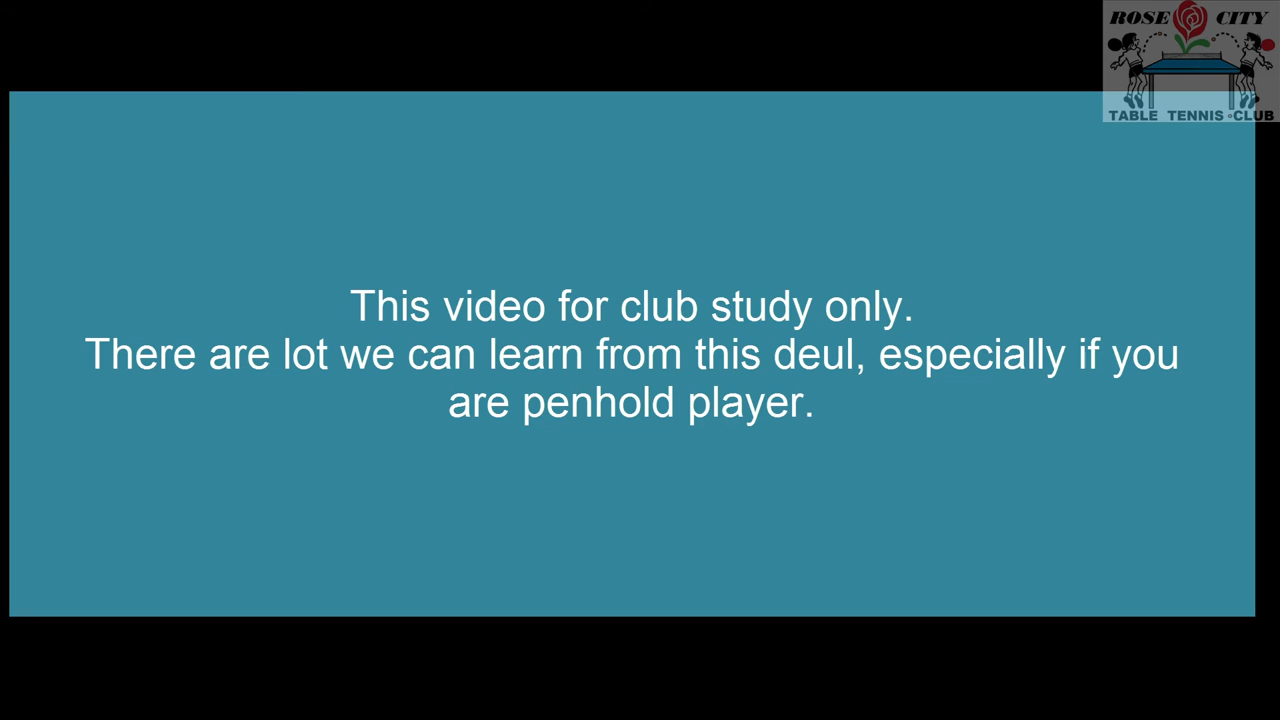 ROSE CITY
TABLE TENNIS CLUB
This video for club study only.
There are lot we can learn from this deul, especially if you
are penhold player.